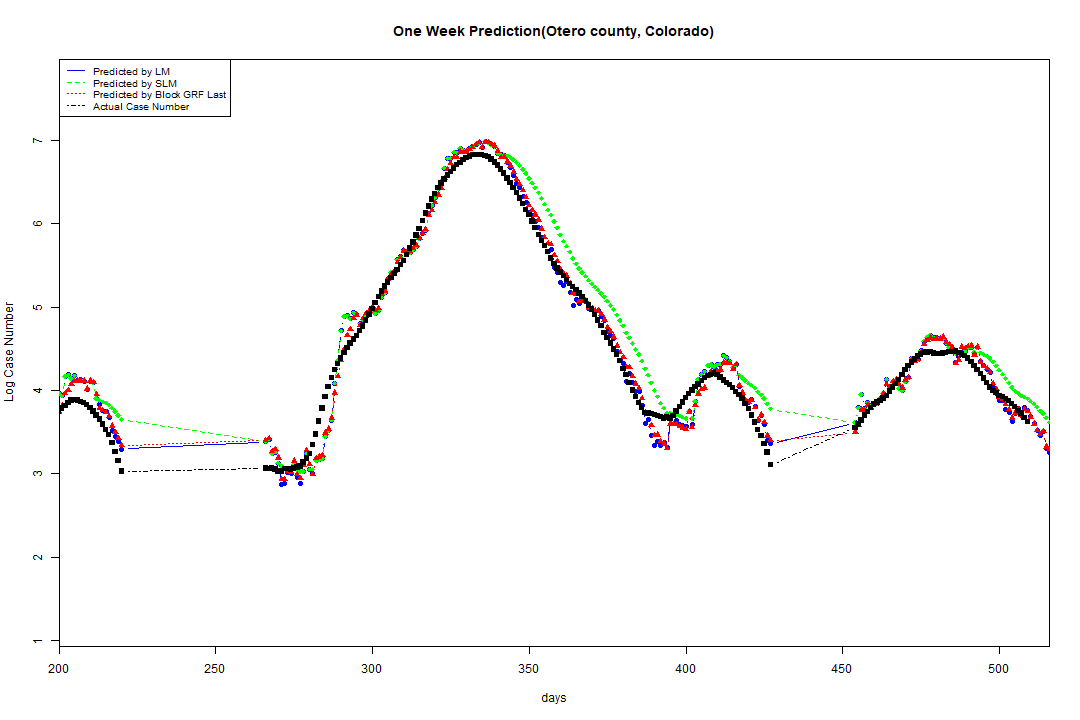 One Week Prediction(Otero county, Colorado)
Predicted by LM
Predicted by SLM
Predicted by Block GRF Last
Actual Case Number
7
6
5
4
3
2
1
Log Case Number
200 250 300 350 400 450 500
days